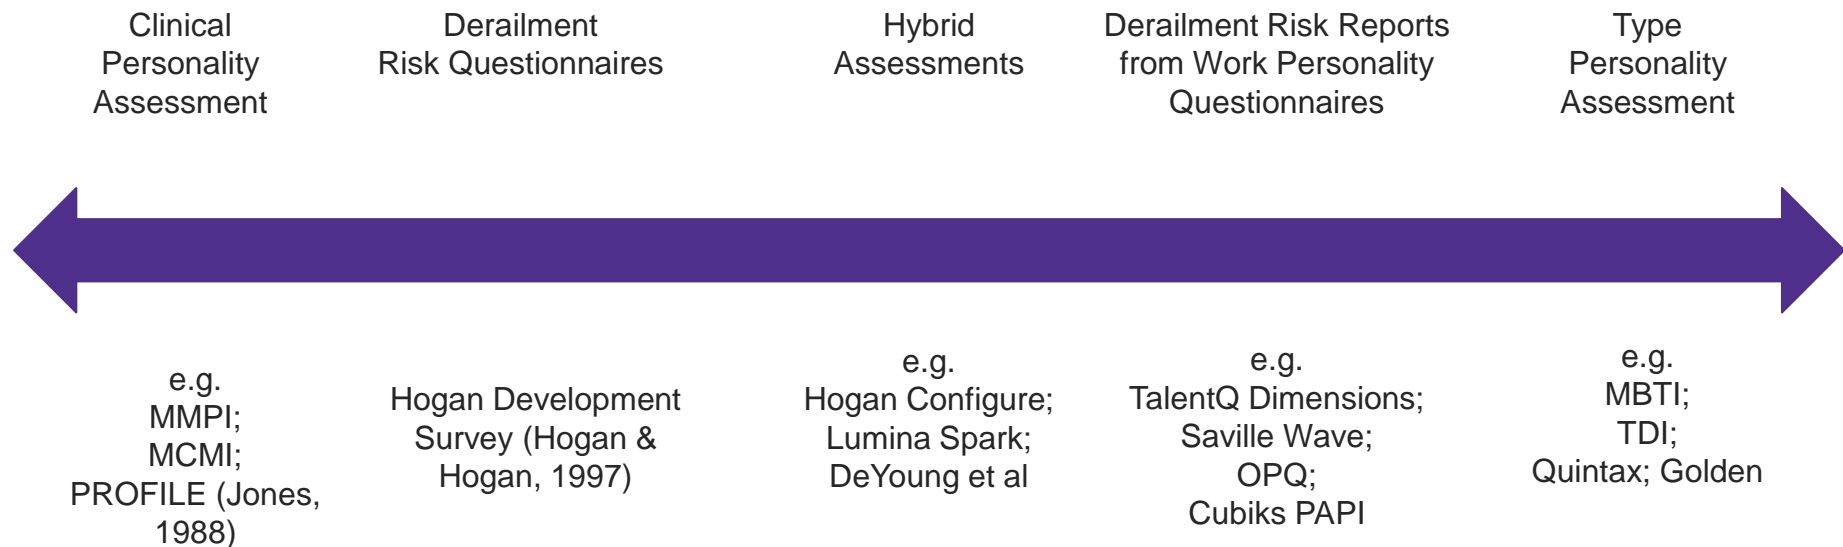 Clinical
Personality
Assessment
Derailment
Risk Questionnaires
Hybrid
Assessments
Derailment Risk Reports
from Work Personality
Questionnaires
Type
Personality
Assessment
e.g.
MMPI;
MCMI;
PROFILE (Jones,
1988)
Hogan Development
Survey (Hogan &
Hogan, 1997)
e.g.
Hogan Configure;
Lumina Spark;
DeYoung et al
e.g.
TalentQ Dimensions;
Saville Wave;
OPQ;
Cubiks PAPI
e.g.
MBTI;
TDI;
Quintax; Golden